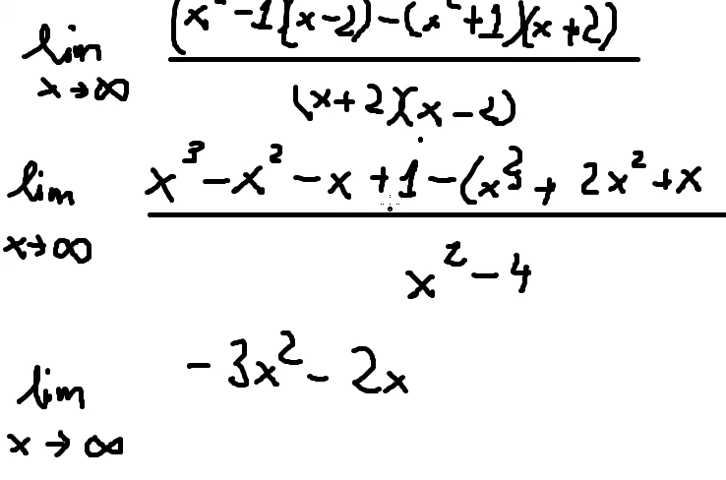 lim x→∞ (x² - 1)(x - 2) - (x² + 1)(x + 2) / (x + 2)(x - 2)
lim x→∞ x³ - x² - x + 1 - (x³ + 2x² + x / x² - 4
lim x→∞ - 3x² - 2x